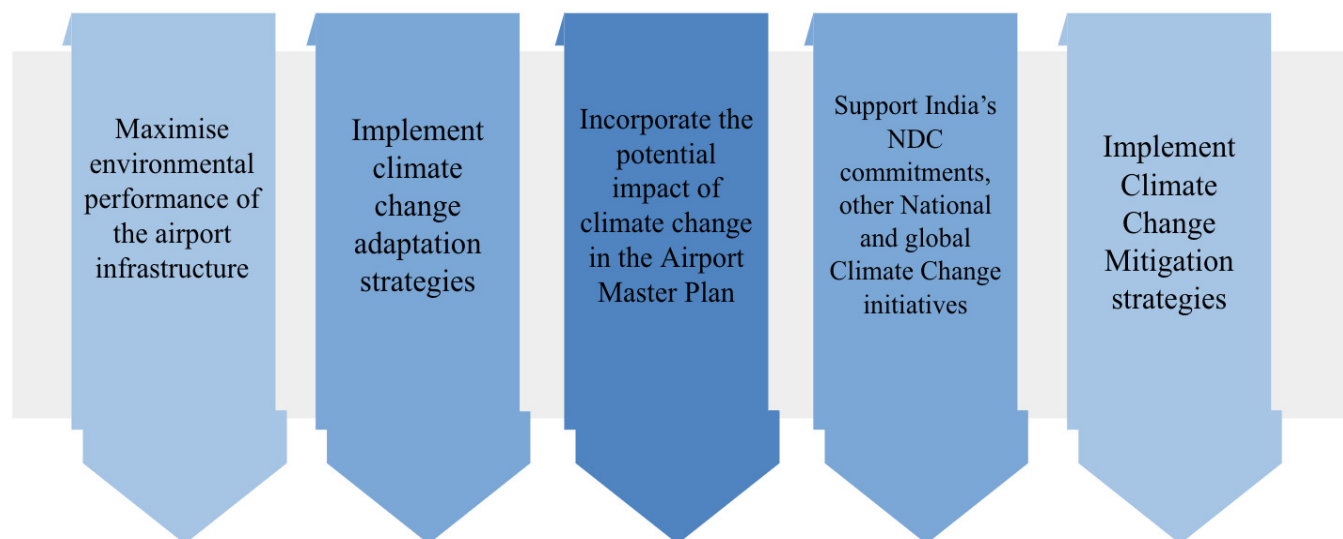 Maximise
environmental
performance of
the airport
infrastructure
Implement
climate
change
adaptation
strategies
Incorporate the
potential
impact of
climate change
in the Airport
Master Plan
Support India’s
NDC
commitments,
other National
and global
Climate Change
initiatives
Implement
Climate
Change
Mitigation
strategies